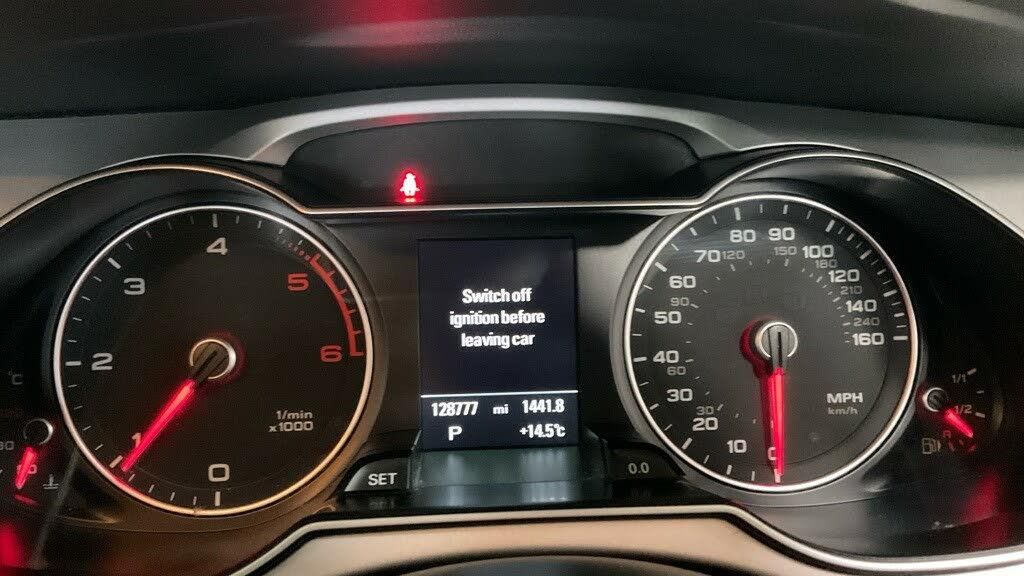 4
3
5
2
6
1
0
1/min
x1000
°C
90
SET
Switch off
ignition before
leaving car
128777 mi 1441.8
P +14.5°C
0.0
80 90
70 120 150 100
180
60 120
90 210
50 140
240
40 160
60
30
30
20
10
0
MPH
km/h
1/1
1/2
R